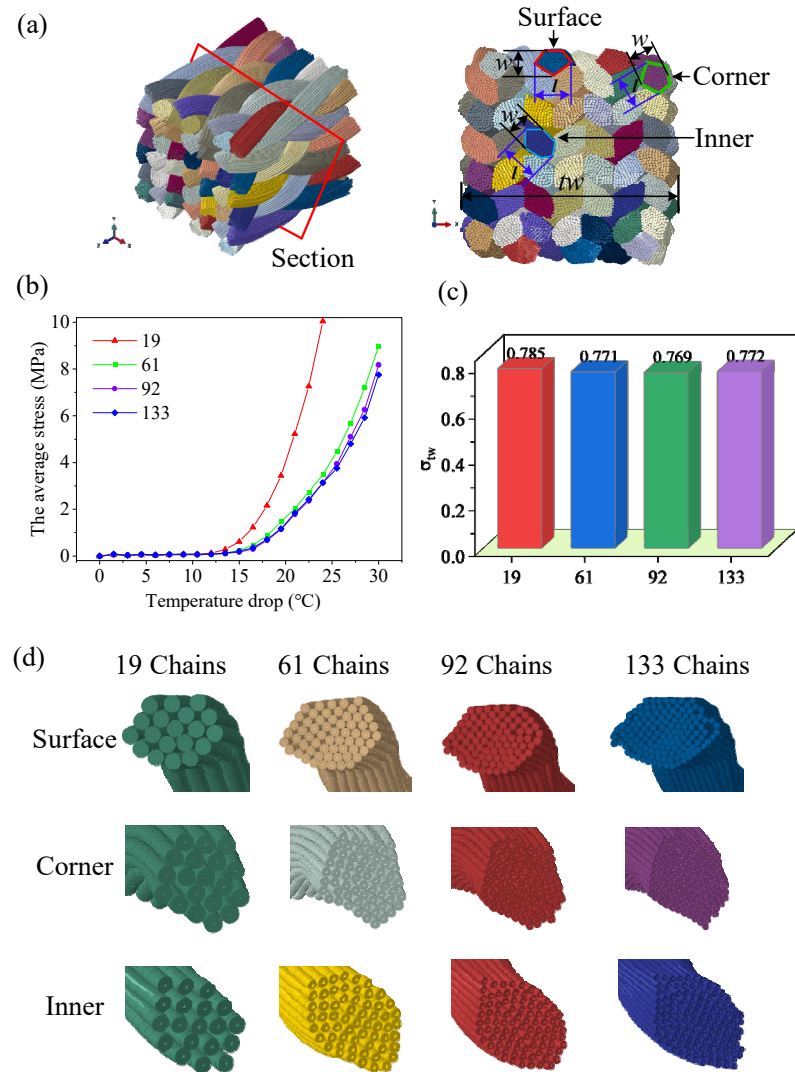 (a)
Surface
w
w
Corner
l
l
w
Inner
l
tw
Section
Y
Z
X
Y
X
(b)
(c)
The average stress (MPa)
10
8
6
4
2
0
19
61
92
133
0
5
10
15
20
25
30
Temperature drop (°C)
σtw
0.8
0.6
0.4
0.2
0.0
0.785
0.771
0.769
0.772
19
61
92
133
(d)
19 Chains
61 Chains
92 Chains
133 Chains
Surface
Corner
Inner